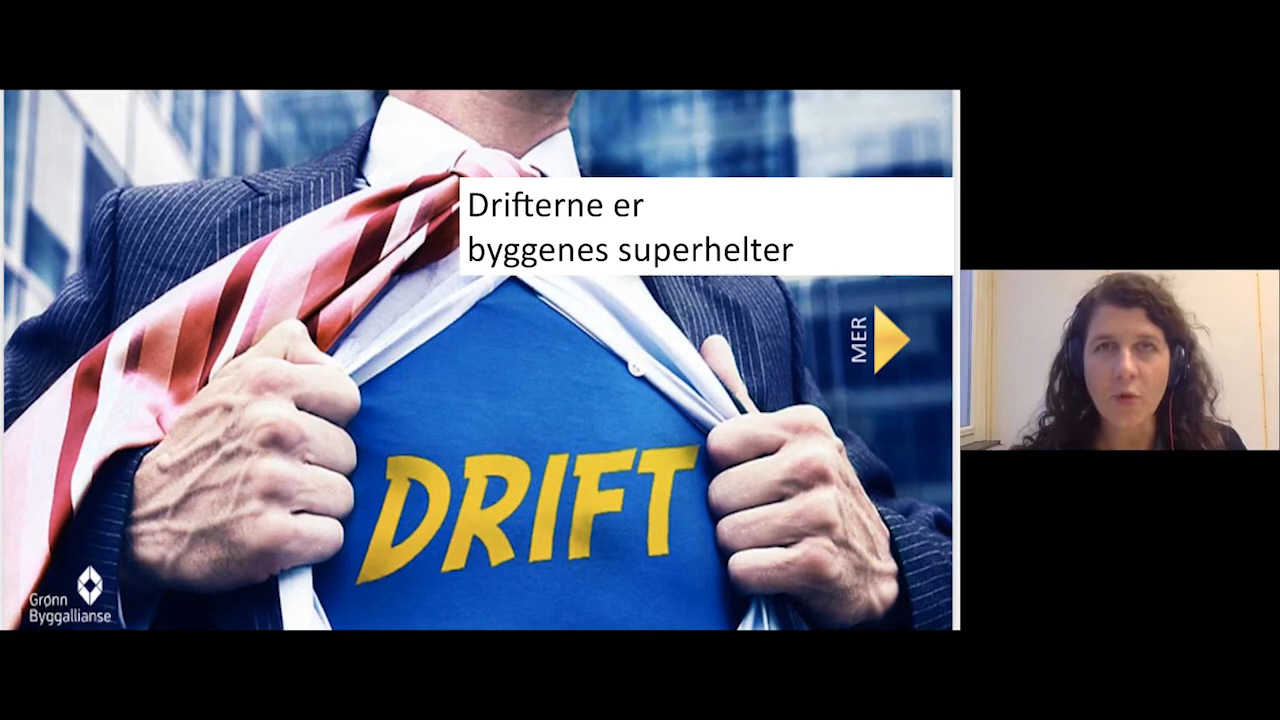 Drifterne er
byggenes superhelter
MER
DRIFT
Grønn
Byggallianse